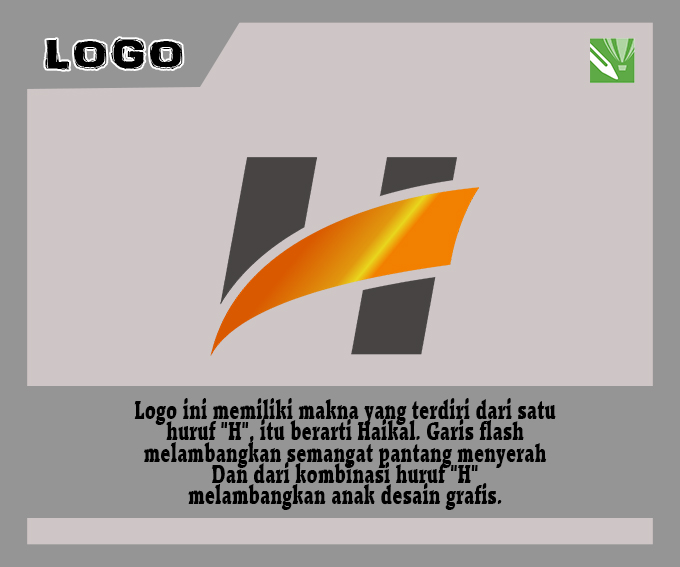 LOGO
H
Logo ini memiliki makna yang terdiri dari satu
huruf "H", itu berarti Haikal. Garis flash
melambangkan semangat pantang menyerah
Dan dari kombinasi huruf "H"
melambangkan anak desain grafis.